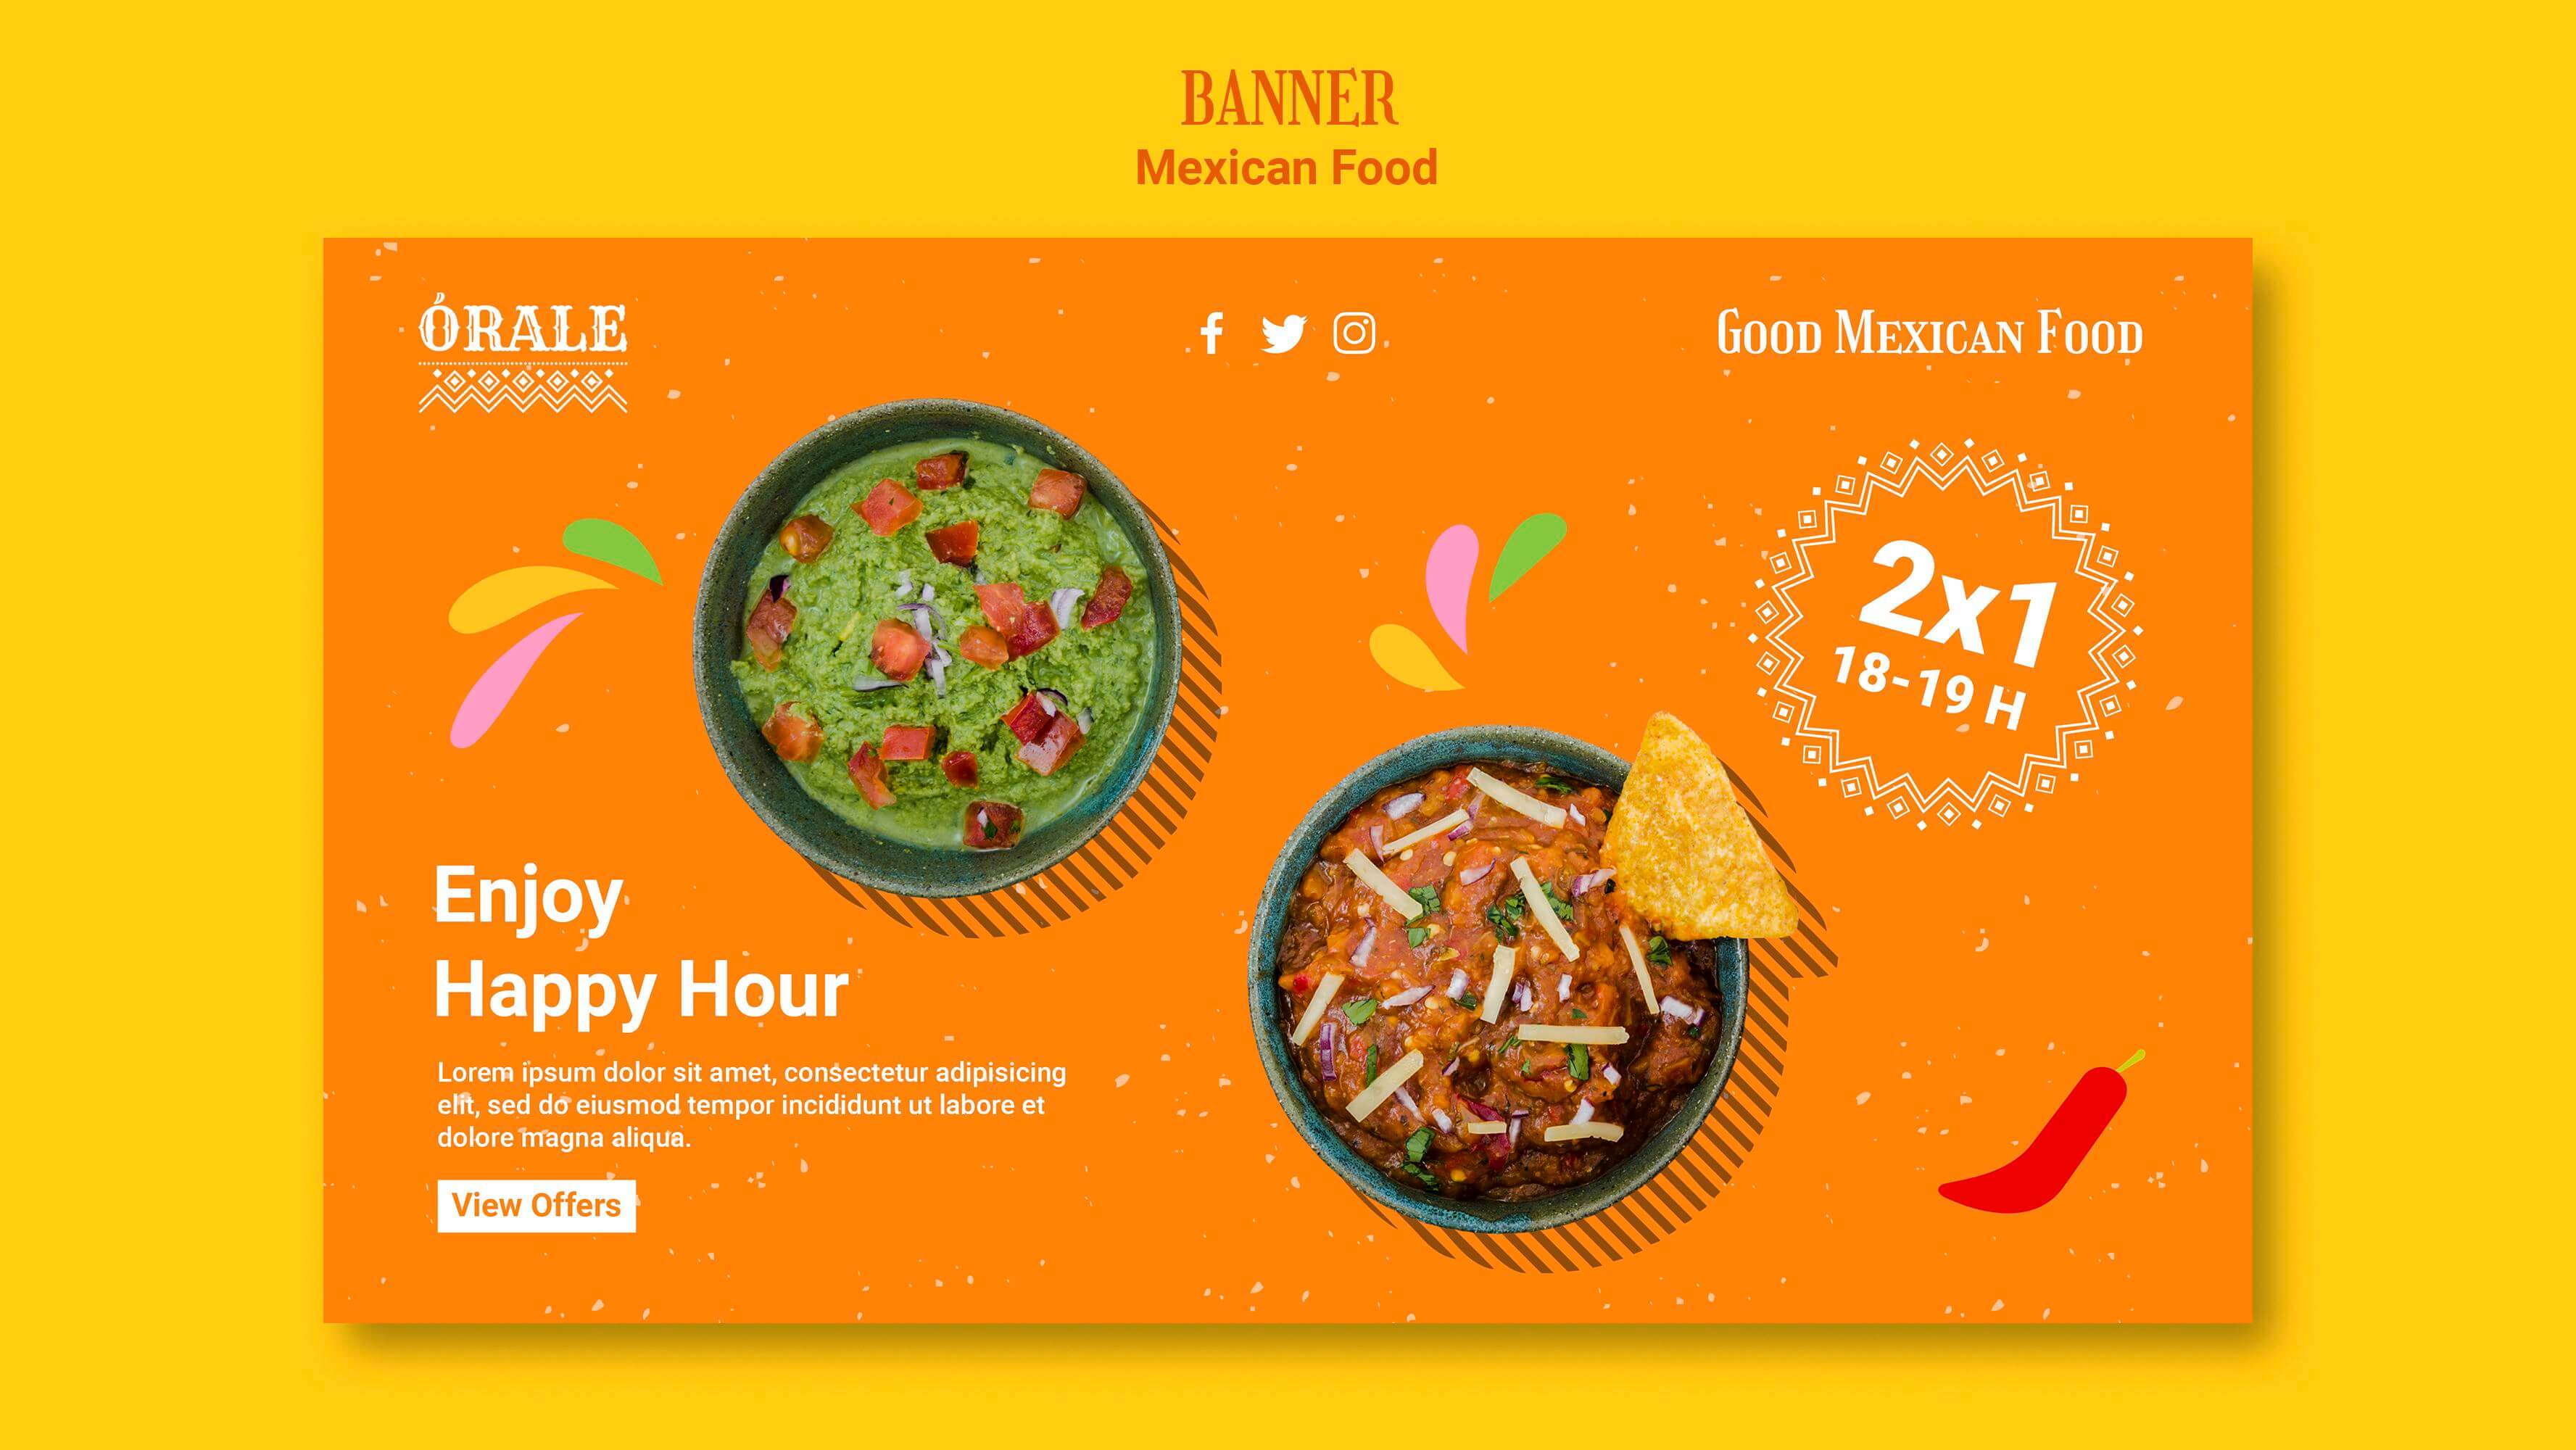 BANNER
Mexican Food
ÓRALE
GOOD MEXICAN FOOD
2x1
18-19 H
Enjoy
Happy Hour
Lorem ipsum dolor sit amet, consectetur adipisicing
elit, sed do eiusmod tempor incididunt ut labore et
dolore magna aliqua.
View Offers